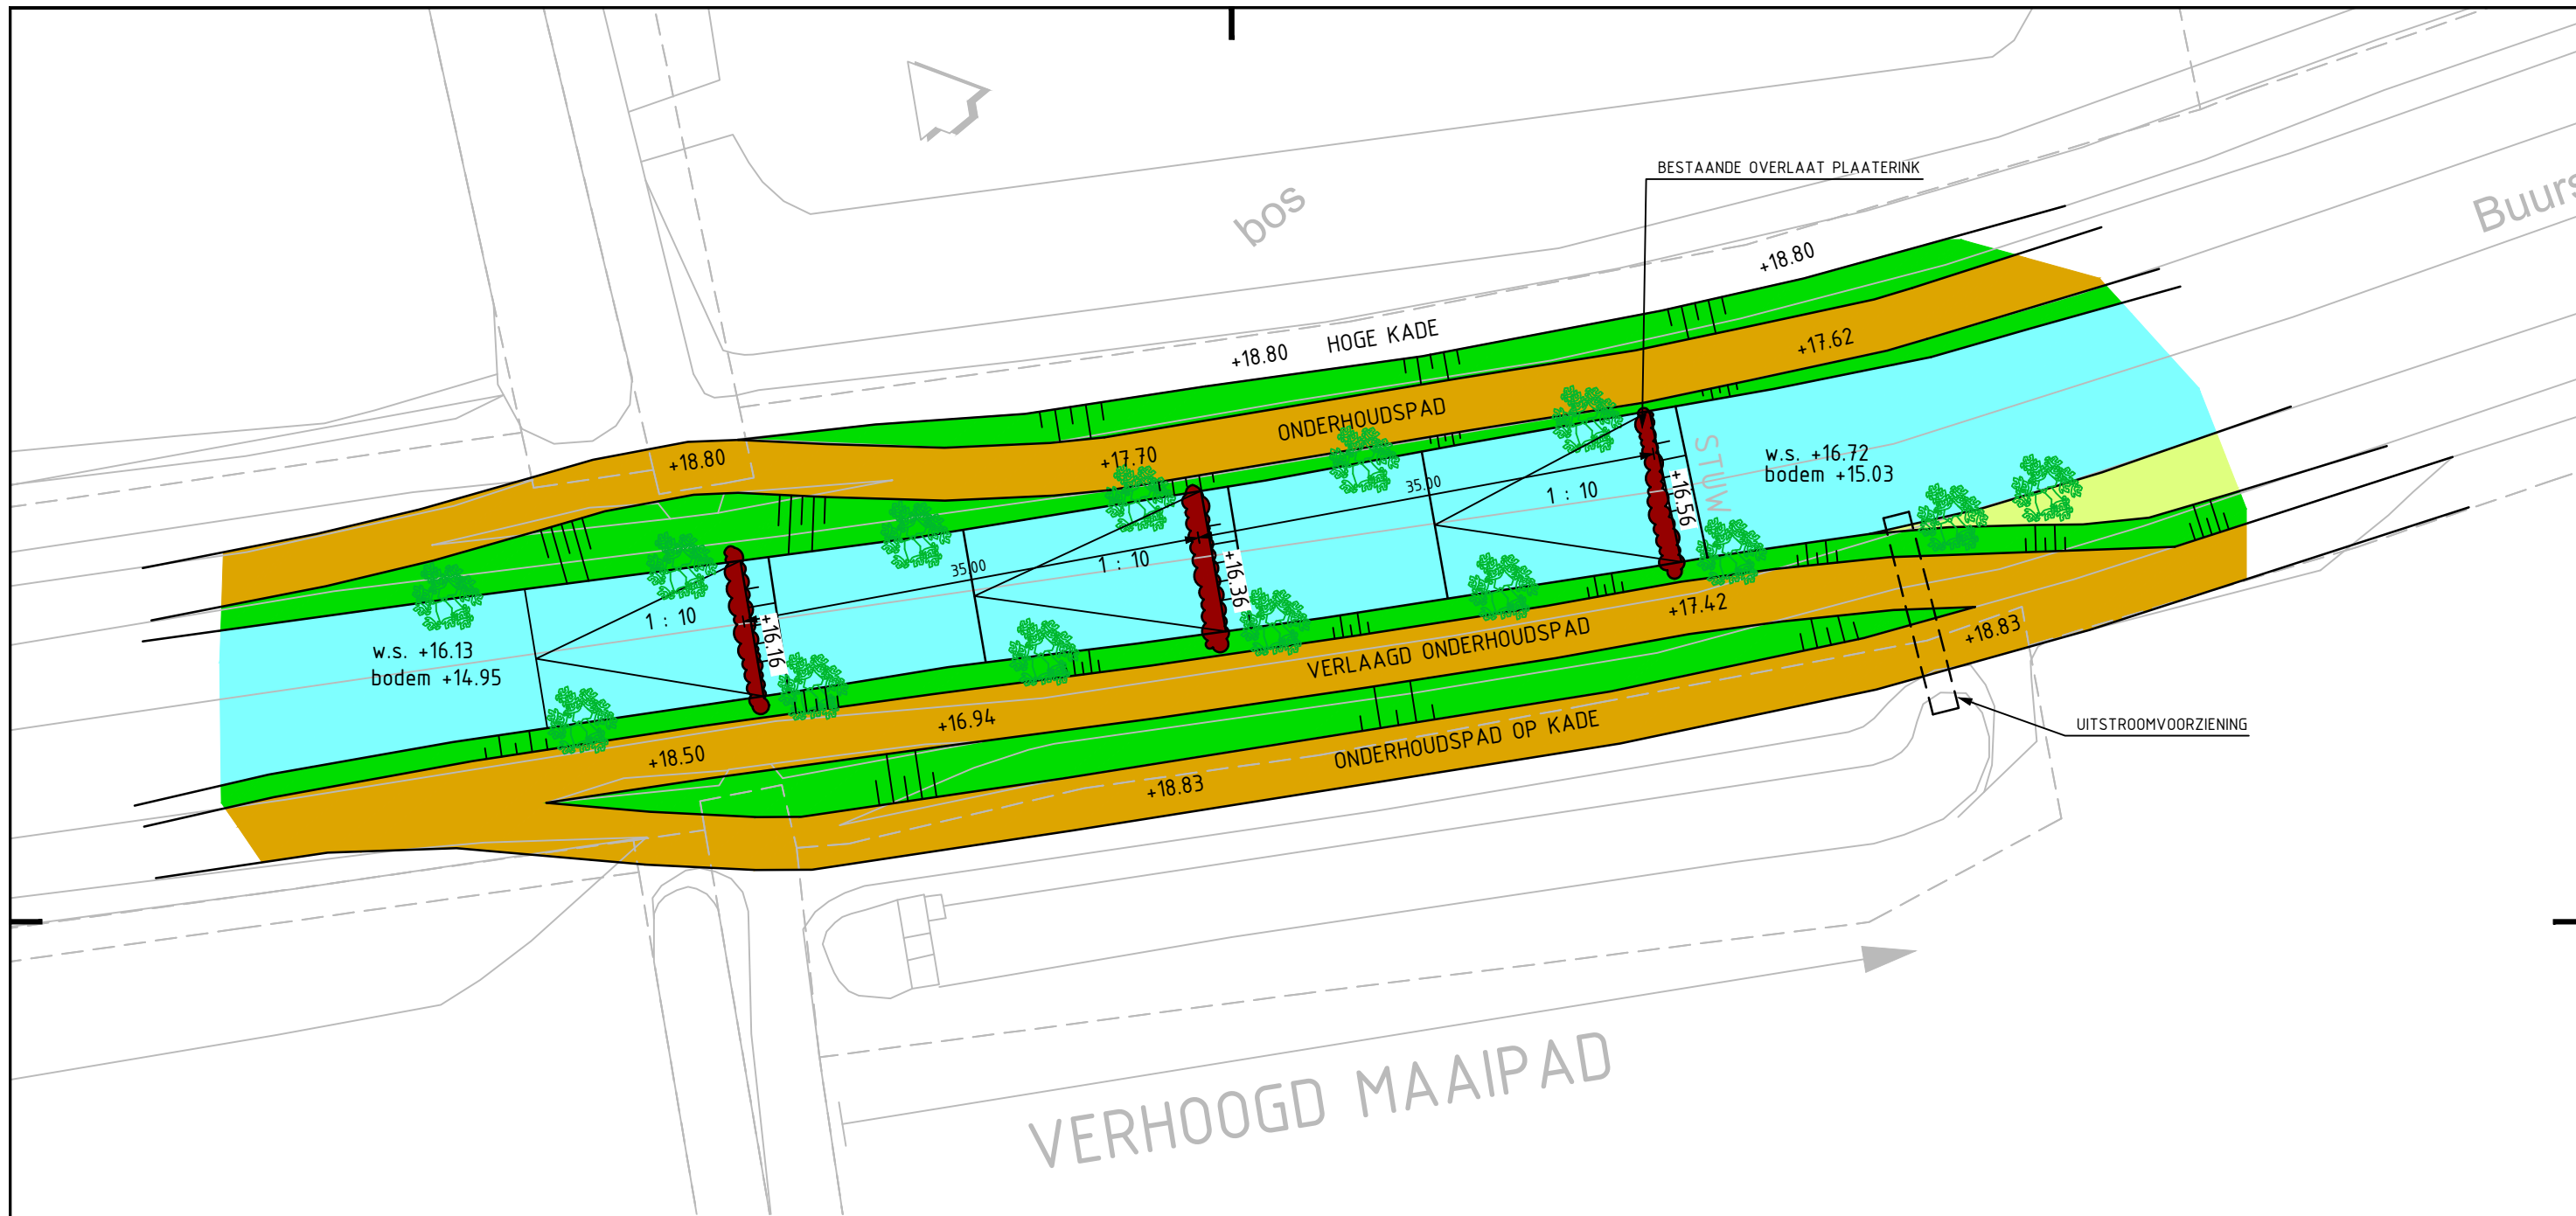 BESTAANDE OVERLAAT PLAATERINK
bos
Buurs
+18.80
HOGE KADE
+18.80
+17.62
ONDERHOUDSPAD
+18.80
+17.70
STUW
w.s. +16.72
bodem +15.03
35.00
1 : 10
+16.56
35.00
1 : 10
+16.36
1 : 10
+16.16
w.s. +16.13
bodem +14.95
+17.42
VERLAAGD ONDERHOUDSPAD
+18.83
+16.94
+18.50
ONDERHOUDSPAD OP KADE
+18.83
UITSTROOMVOORZIENING
VERHOOGD MAAIPAD